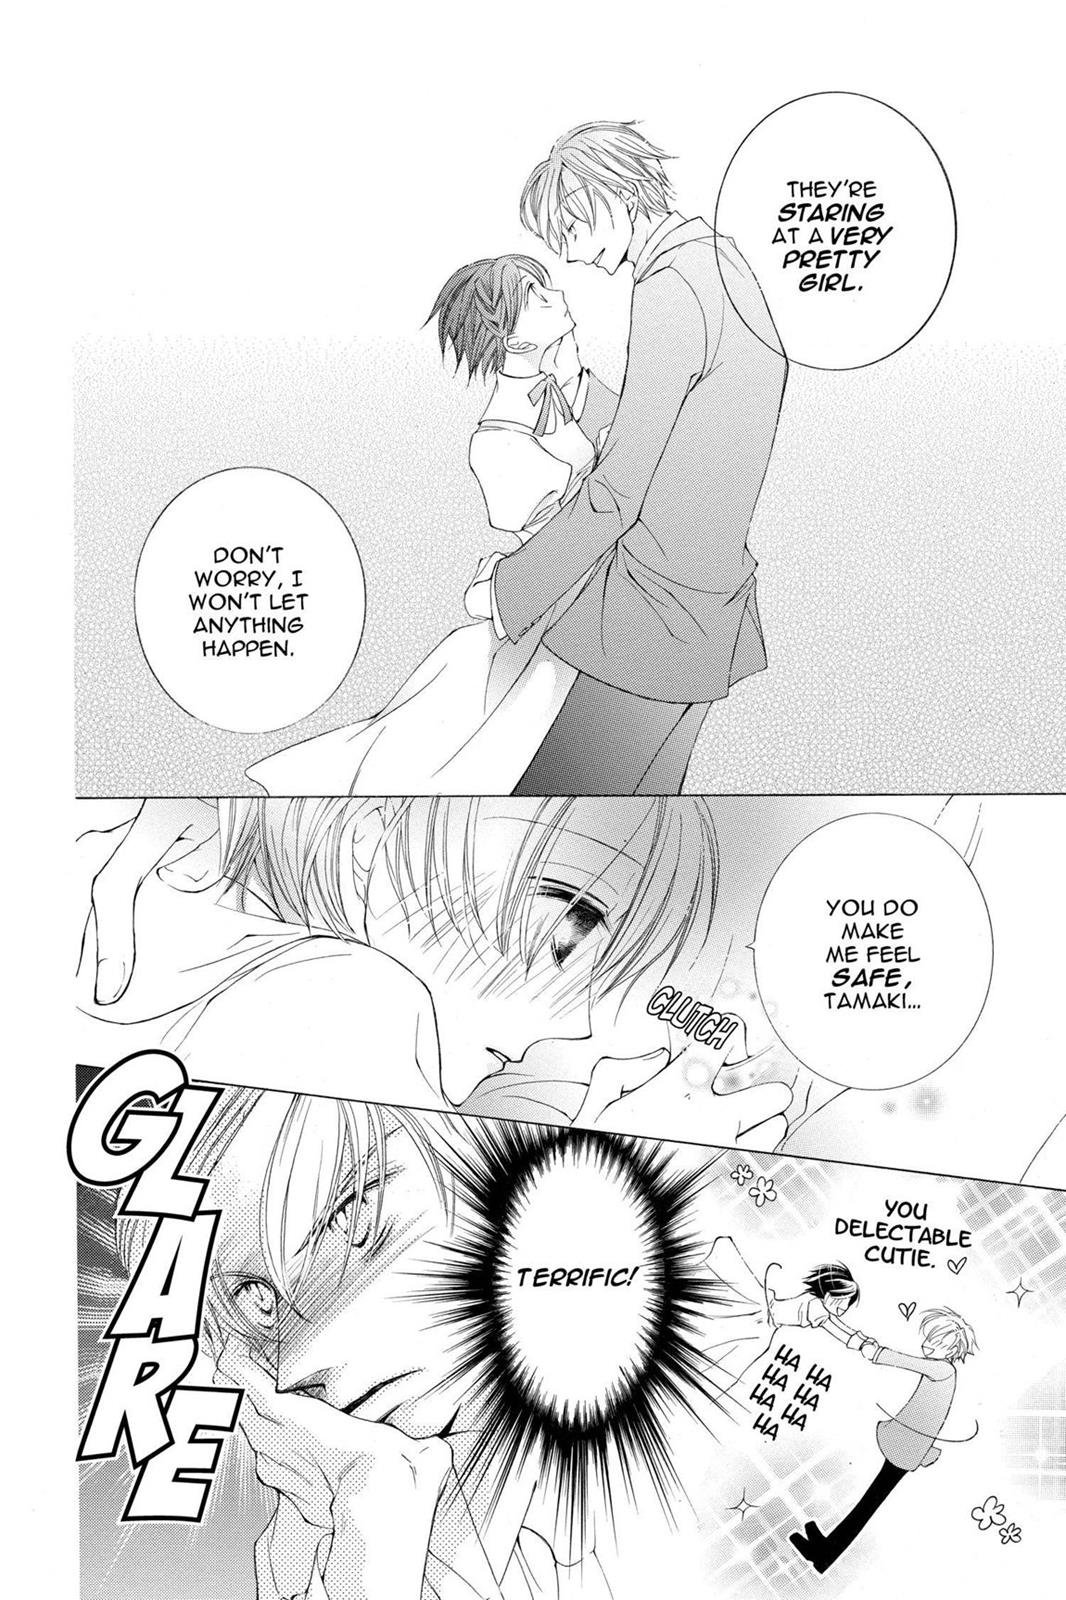 THEY'RE
STARING
AT A VERY
PRETTY
GIRL.
DON'T
WORRY, I
WON'T LET
ANYTHING
HAPPEN.
YOU DO
MAKE
ME FEEL
SAFE,
TAMAKI...
CLUTCH
GLARE
TERRIFIC!
YOU
DELECTABLE
CUTIE.
HA HA
HA HA
HA HA
HA